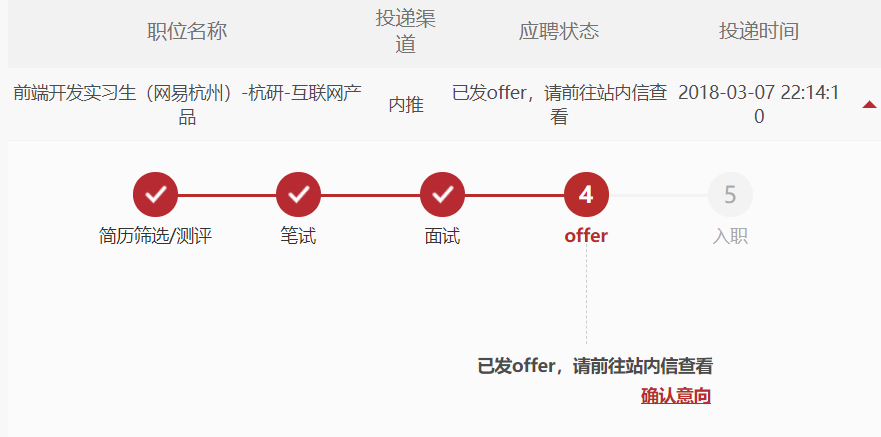 职位名称
投递渠
道
应聘状态
投递时间
前端开发实习生（网易杭州）-杭研-互联网产
品
内推
已发offer，请前往站内信查
看
2018-03-07 22:14:1
0
4
5
简历筛选/测评
笔试
面试
offer
入职
已发offer，请前往站内信查看
确认意向